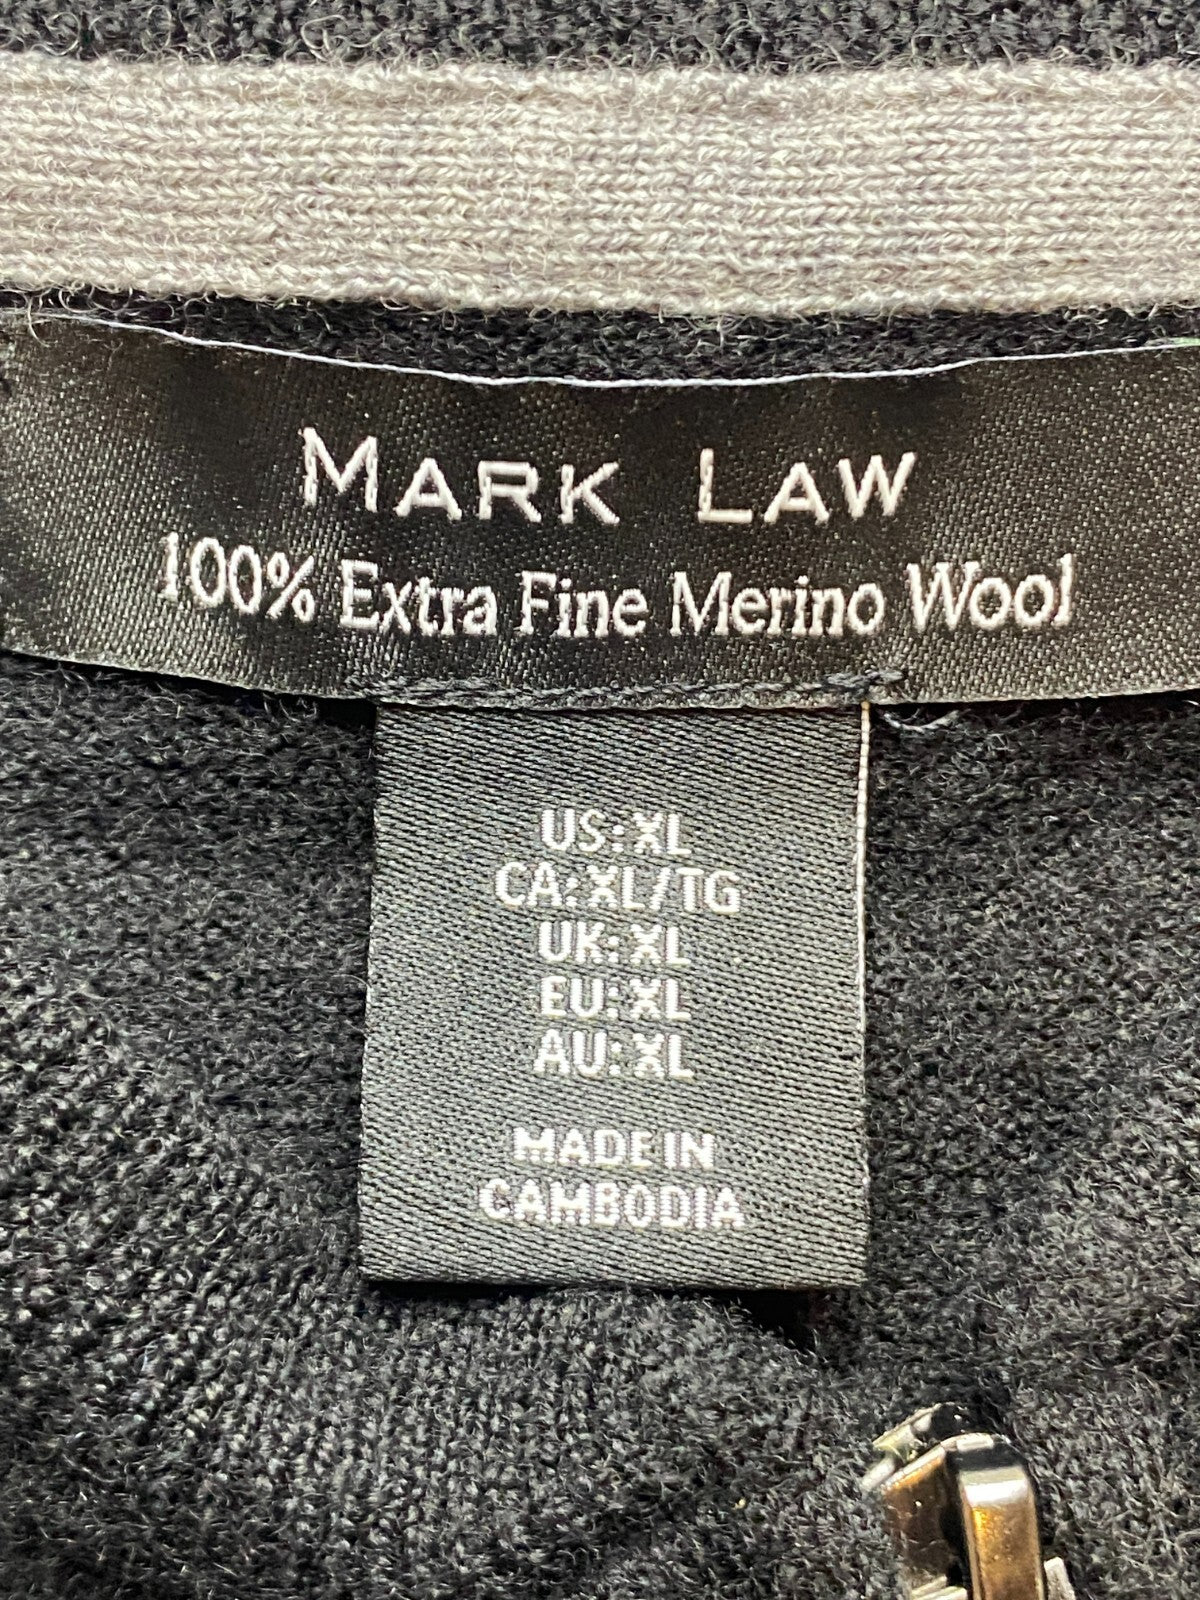 MARK LAW
100% Extra Fine Merino Wool
US:XL
CA:XL/TG
UK:XL
EU:XL
AU:XL
MADE IN
CAMBODIA